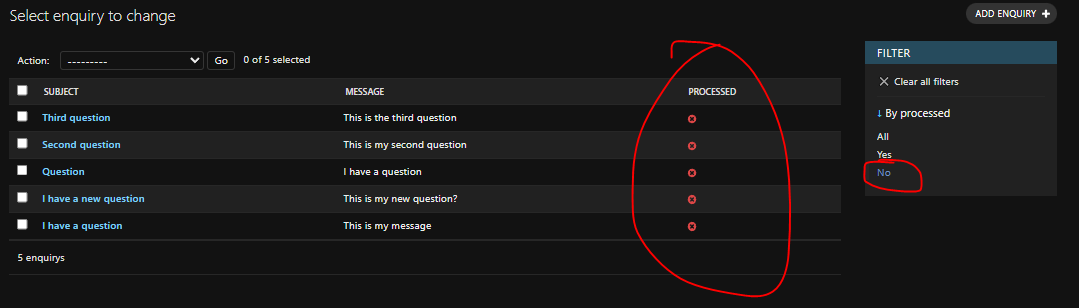 Select enquiry to change
ADD ENQUIRY +
Action: --------- Go 0 of 5 selected
SUBJECT MESSAGE PROCESSED
Third question This is the third question
Second question This is my second question
Question I have a question
I have a new question This is my new question?
I have a question This is my message
5 enquirys
FILTER
Clear all filters
↓ By processed
All
Yes
No